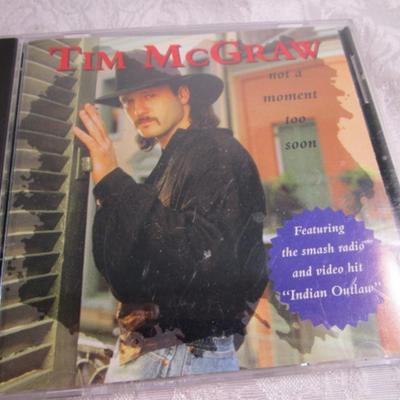 TIM MCGRAW
not a
moment
too
soon
Featuring
the smash radio
and video hit
"Indian Outlaw"